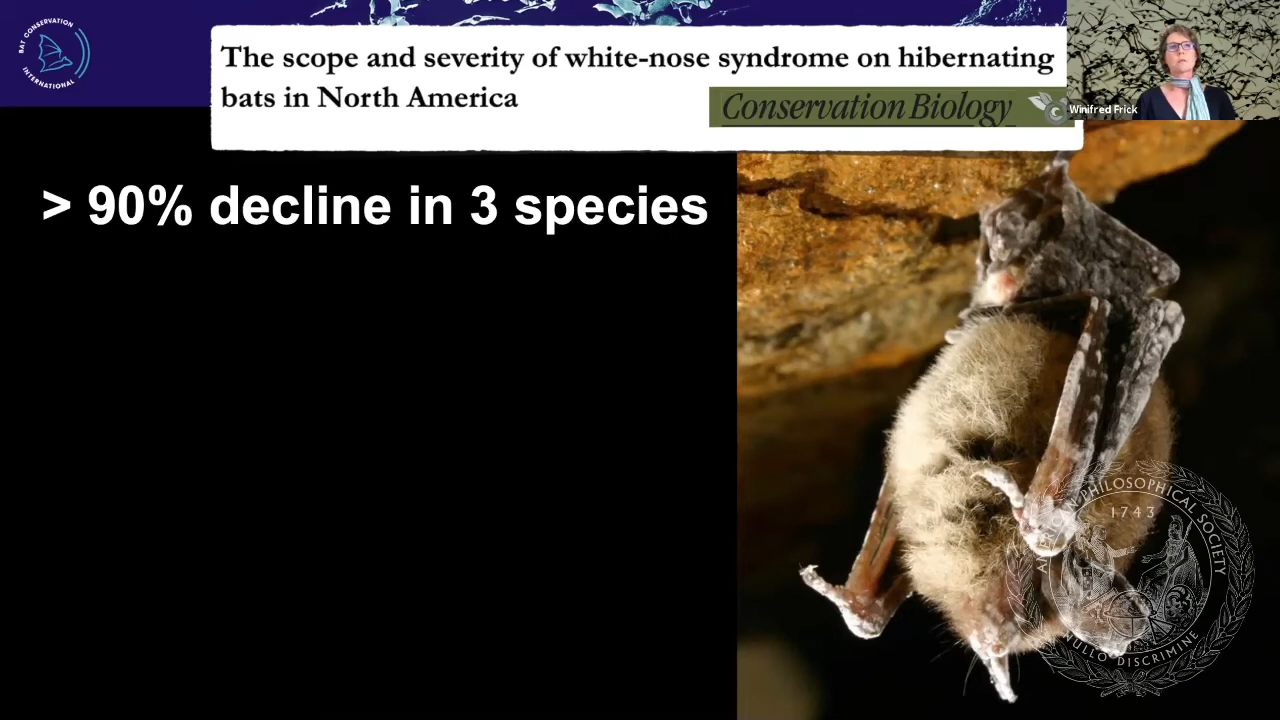 BAT CONSERVATION
INTERNATIONAL
The scope and severity of white-nose syndrome on hibernating
bats in North America
Conservation Biology
Winifred Frick
> 90% decline in 3 species
AMERICAN PHILOSOPHICAL SOCIETY
1743
NULLO DISCRIMINE